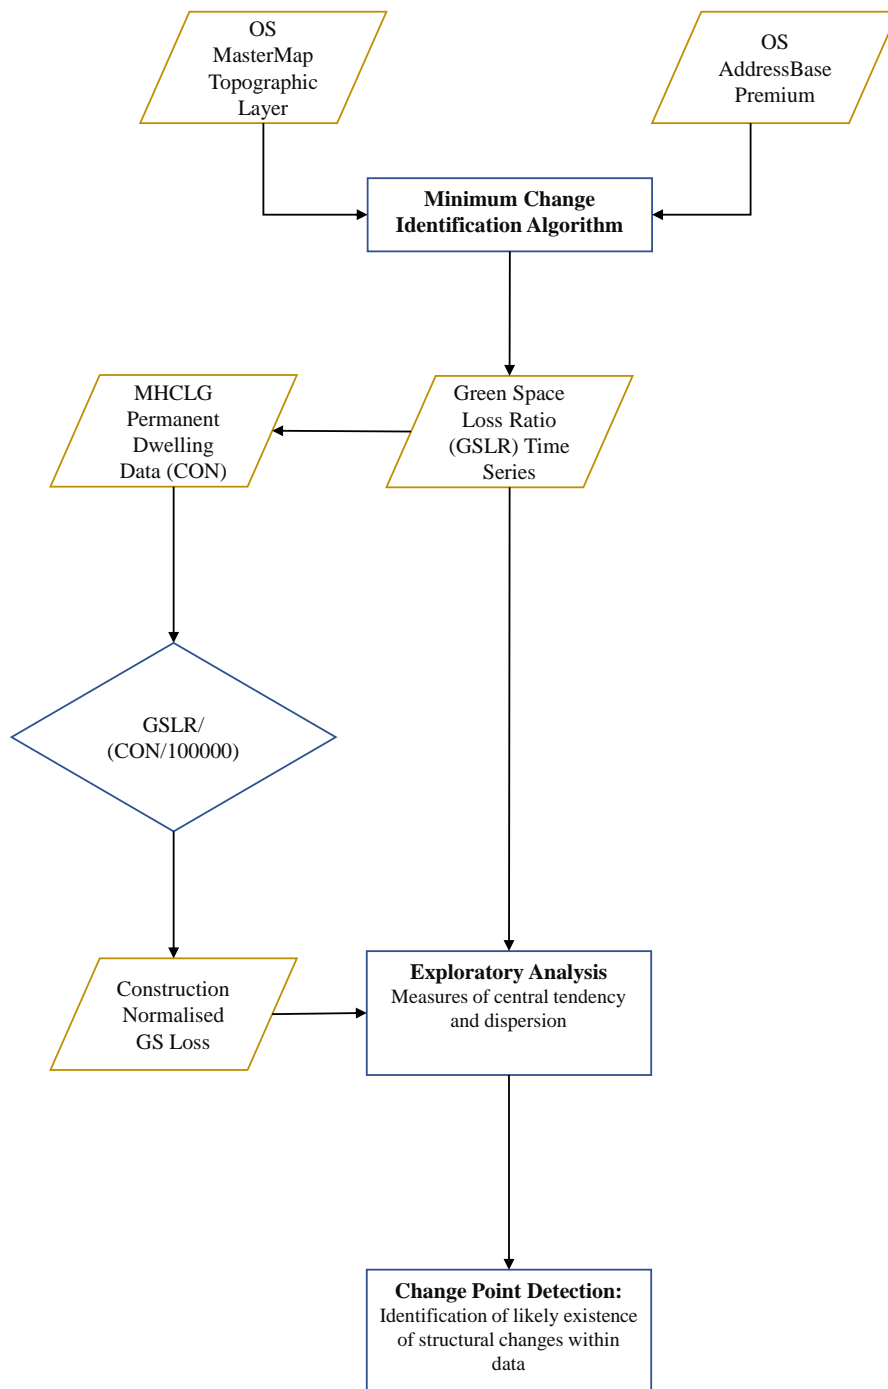 OS
MasterMap
Topographic
Layer
OS
AddressBase
Premium
Minimum Change
Identification Algorithm
MHCLG
Permanent
Dwelling
Data (CON)
Green Space
Loss Ratio
(GSLR) Time
Series
GSLR/
(CON/100000)
Construction
Normalised
GS Loss
Exploratory Analysis
Measures of central tendency
and dispersion
Change Point Detection:
Identification of likely existence
of structural changes within
data